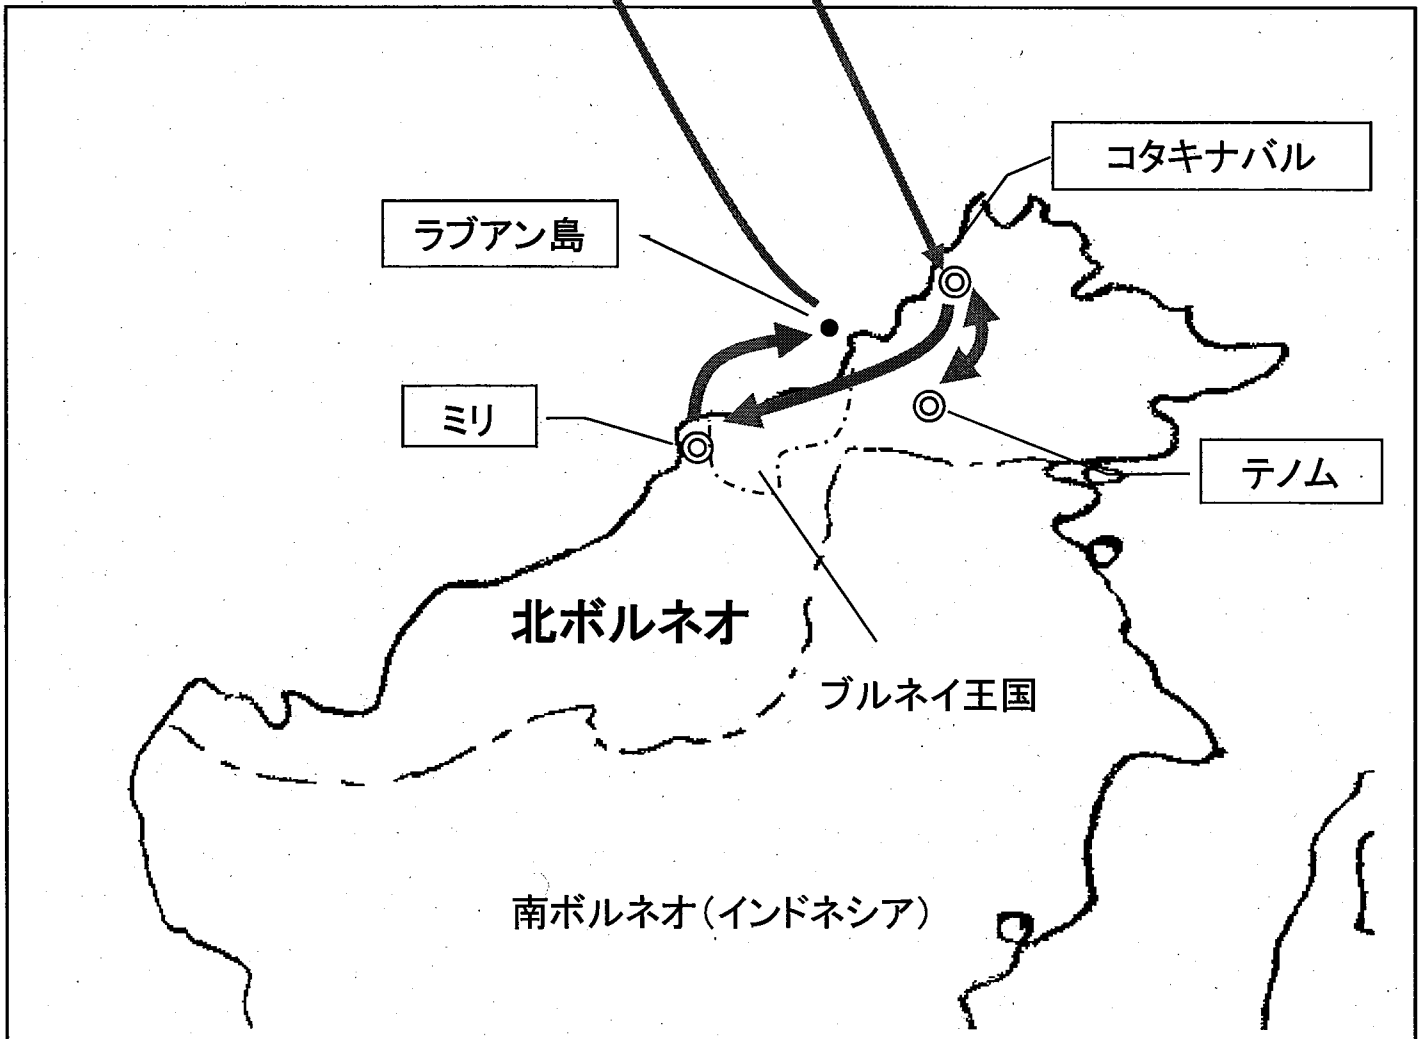 コタキナバル
ラブアン島
ミリ
テノム
北ボルネオ
ブルネイ王国
南ボルネオ(インドネシア)